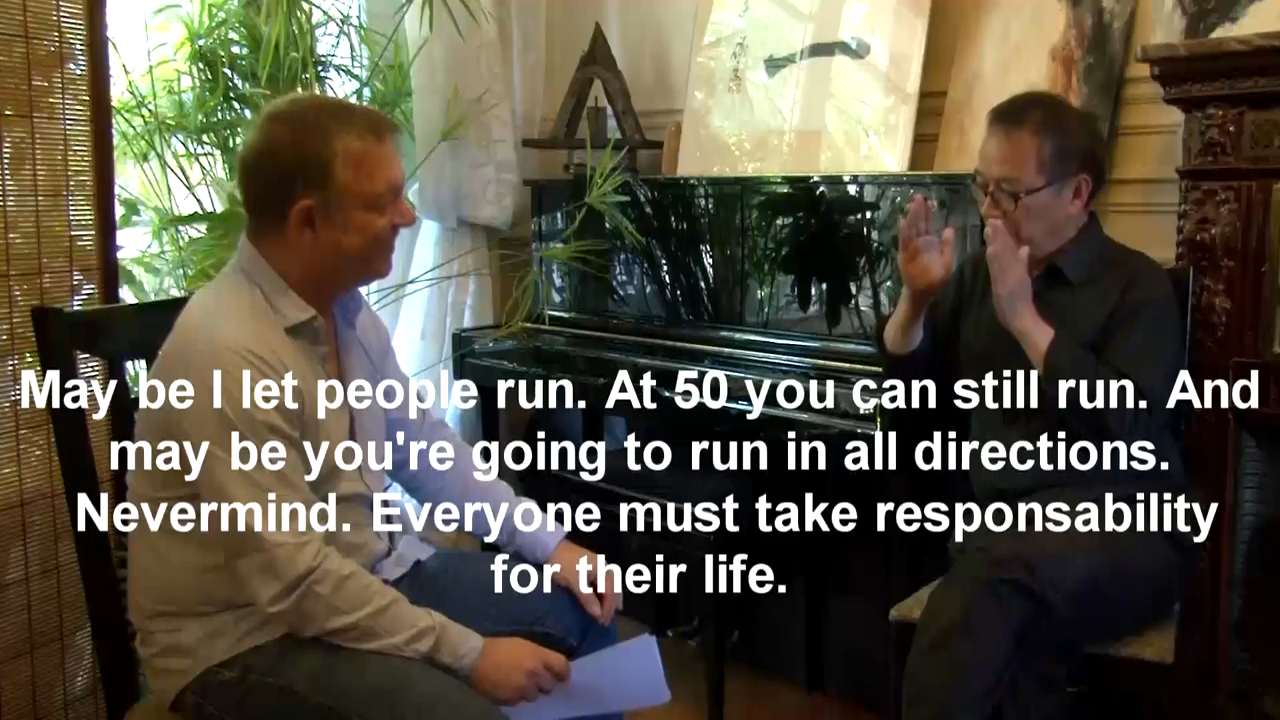 May be I let people run. At 50 you can still run. And
may be you're going to run in all directions.
Nevermind. Everyone must take responsability
for their life.